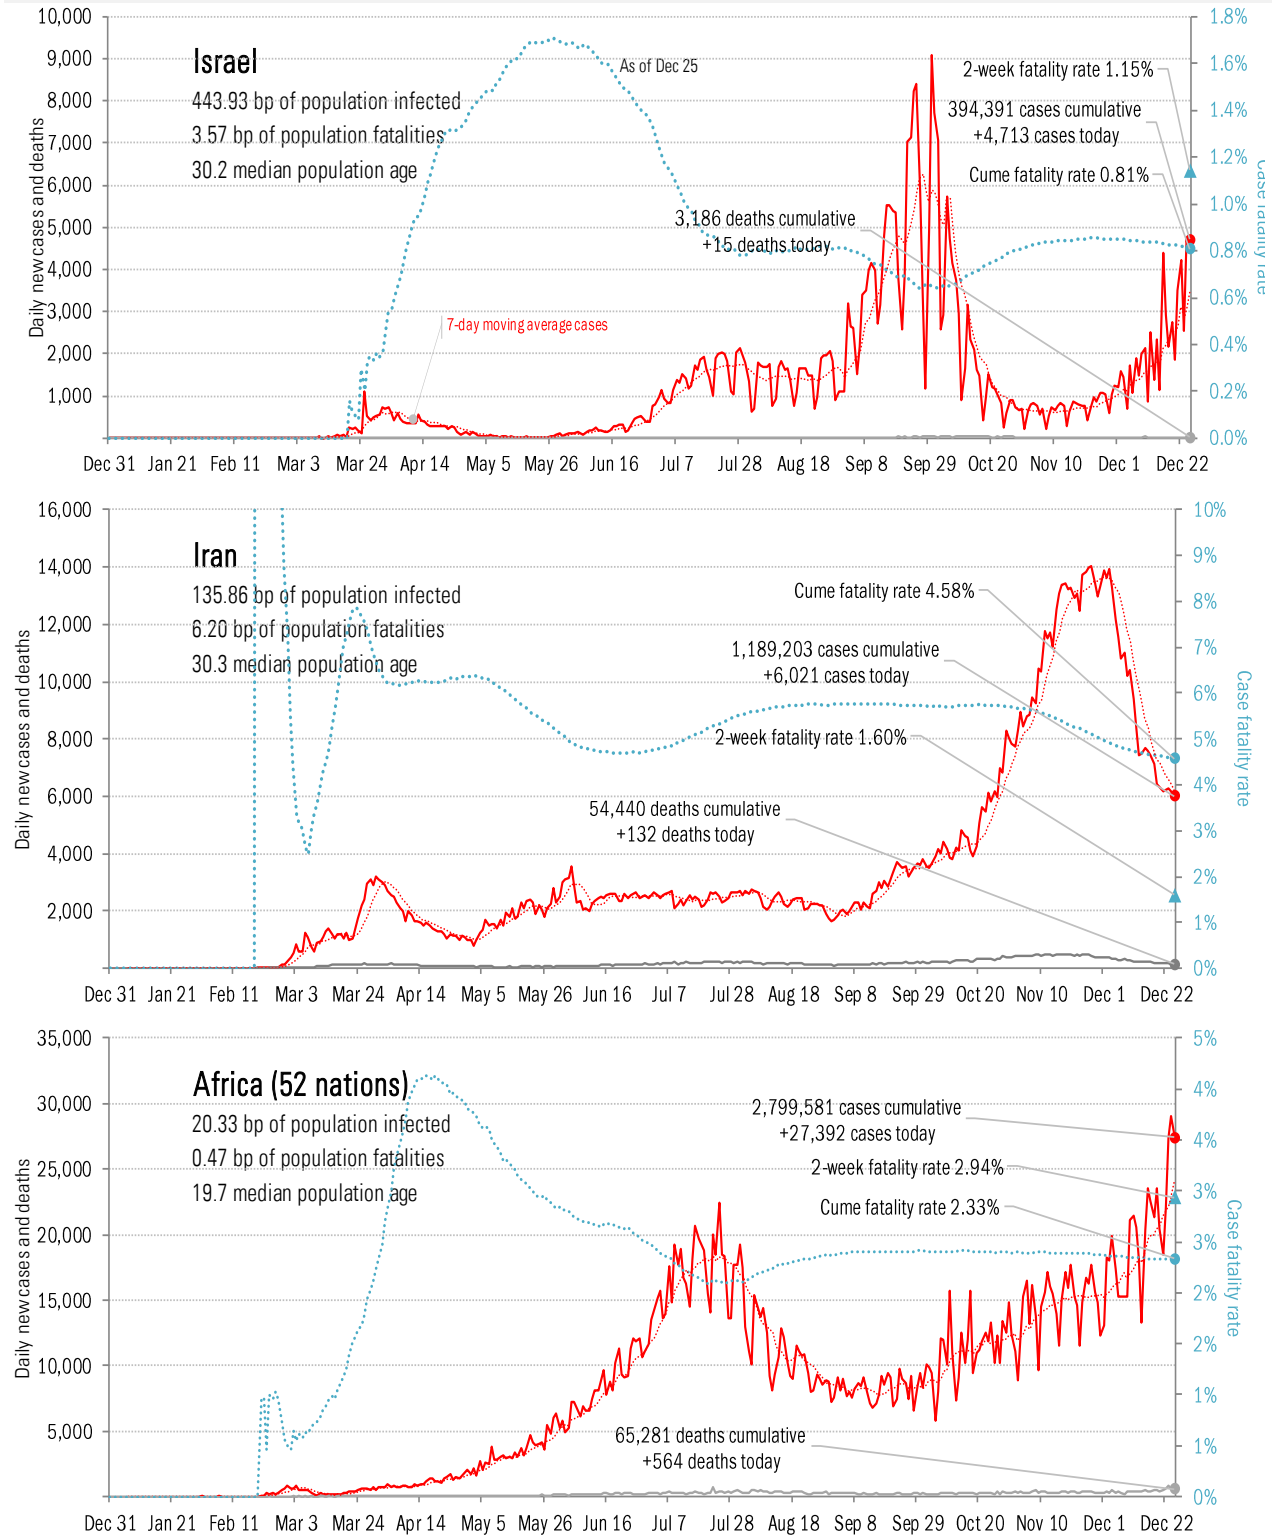 10,000
9,000
8,000
7,000
6,000
5,000
4,000
3,000
2,000
1,000
Daily new cases and deaths
Israel
443.93 bp of population infected
3.57 bp of population fatalities
30.2 median population age
As of Dec 25
7-day moving average cases
2-week fatality rate 1.15%
394,391 cases cumulative
+4,713 cases today
Cume fatality rate 0.81%
3,186 deaths cumulative
+15 deaths today
1.8%
1.6%
1.4%
1.2%
1.0%
0.8%
0.6%
0.4%
0.2%
0.0%
Case fatality rate
Dec 31 Jan 21 Feb 11 Mar 3 Mar 24 Apr 14 May 5 May 26 Jun 16 Jul 7 Jul 28 Aug 18 Sep 8 Sep 29 Oct 20 Nov 10 Dec 1 Dec 22
16,000
14,000
12,000
10,000
8,000
6,000
4,000
2,000
Daily new cases and deaths
Iran
135.86 bp of population infected
6.20 bp of population fatalities
30.3 median population age
Cume fatality rate 4.58%
1,189,203 cases cumulative
+6,021 cases today
2-week fatality rate 1.60%
54,440 deaths cumulative
+132 deaths today
10%
9%
8%
7%
6%
5%
4%
3%
2%
1%
0%
Case fatality rate
Dec 31 Jan 21 Feb 11 Mar 3 Mar 24 Apr 14 May 5 May 26 Jun 16 Jul 7 Jul 28 Aug 18 Sep 8 Sep 29 Oct 20 Nov 10 Dec 1 Dec 22
35,000
30,000
25,000
20,000
15,000
10,000
5,000
Daily new cases and deaths
Africa (52 nations)
20.33 bp of population infected
0.47 bp of population fatalities
19.7 median population age
2,799,581 cases cumulative
+27,392 cases today
2-week fatality rate 2.94%
Cume fatality rate 2.33%
65,281 deaths cumulative
+564 deaths today
5%
4%
4%
3%
3%
2%
2%
1%
1%
0%
Case fatality rate
Dec 31 Jan 21 Feb 11 Mar 3 Mar 24 Apr 14 May 5 May 26 Jun 16 Jul 7 Jul 28 Aug 18 Sep 8 Sep 29 Oct 20 Nov 10 Dec 1 Dec 22